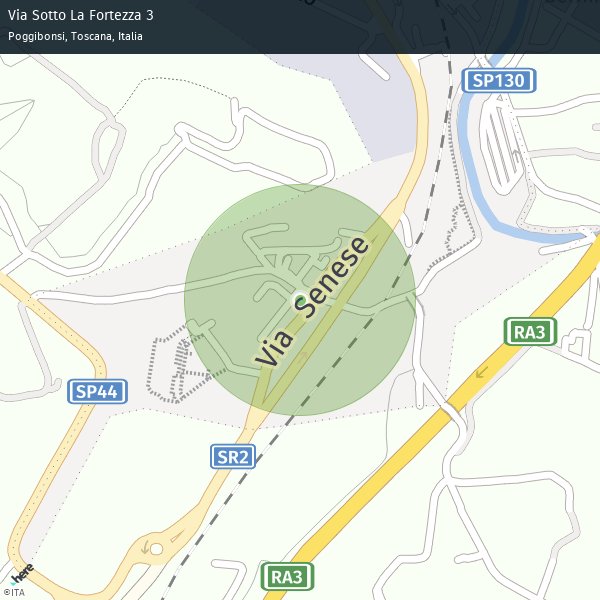 Via Sotto La Fortezza 3
Poggibonsi, Toscana, Italia
SP130
Via Senese
RA3
SP44
SR2
RA3
here
©ITA